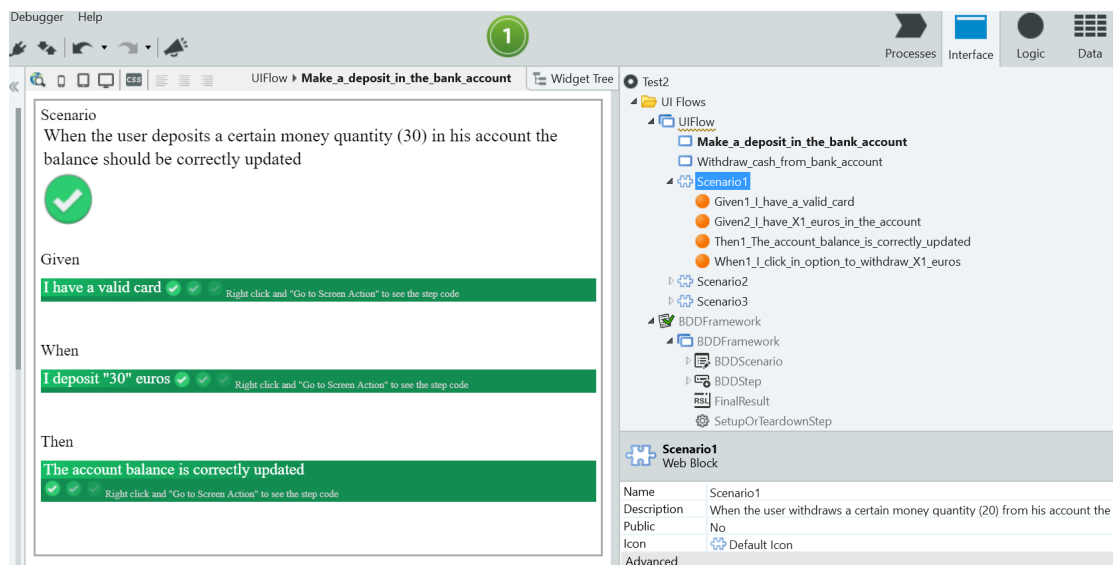 Debugger Help
1
Processes Interface Logic Data
CSS
UIFlow Make_a_deposit_in_the_bank_account
Widget Tree
Scenario
When the user deposits a certain money quantity (30) in his account the
balance should be correctly updated
Given
I have a valid card Right click and "Go to Screen Action" to see the step code
When
I deposit "30" euros Right click and "Go to Screen Action" to see the step code
Then
The account balance is correctly updated
Right click and "Go to Screen Action" to see the step code
Test2
UI Flows
UIFlow
Make_a_deposit_in_the_bank_account
Withdraw_cash_from_bank_account
Scenario1
Given1_I_have_a_valid_card
Given2_I_have_X1_euros_in_the_account
Then1_The_account_balance_is_correctly_updated
When1_I_click_in_option_to_withdraw_X1_euros
Scenario2
Scenario3
BDDFramework
BDDFramework
BDDScenario
BDDStep
RSL FinalResult
SetupOrTeardownStep
Scenario1
Web Block
Name Scenario1
Description When the user withdraws a certain money quantity (20) from his account the
Public No
Icon Default Icon
Advanced